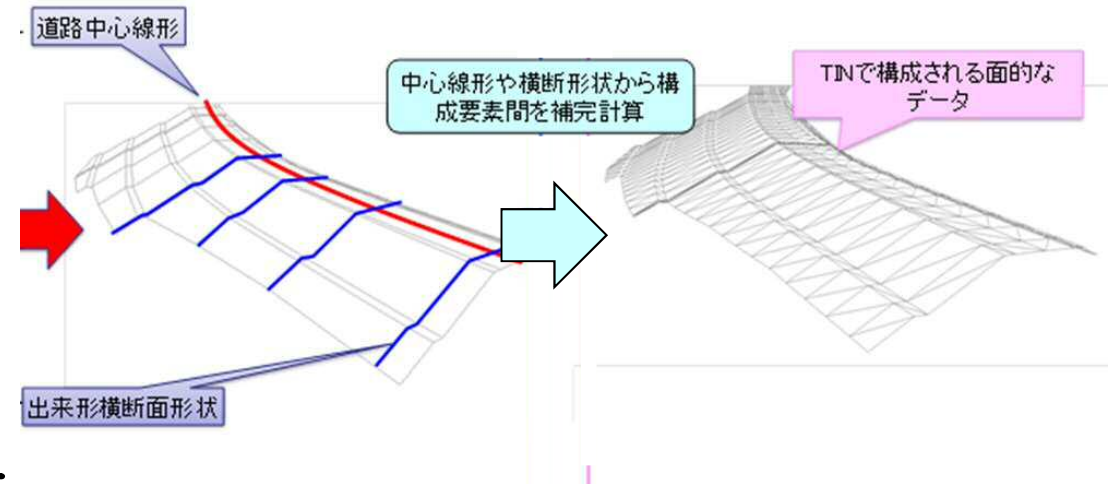 道路中心線形
中心線形や横断形状から構
成要素間を補完計算
TINで構成される面的な
データ
出来形横断面形状